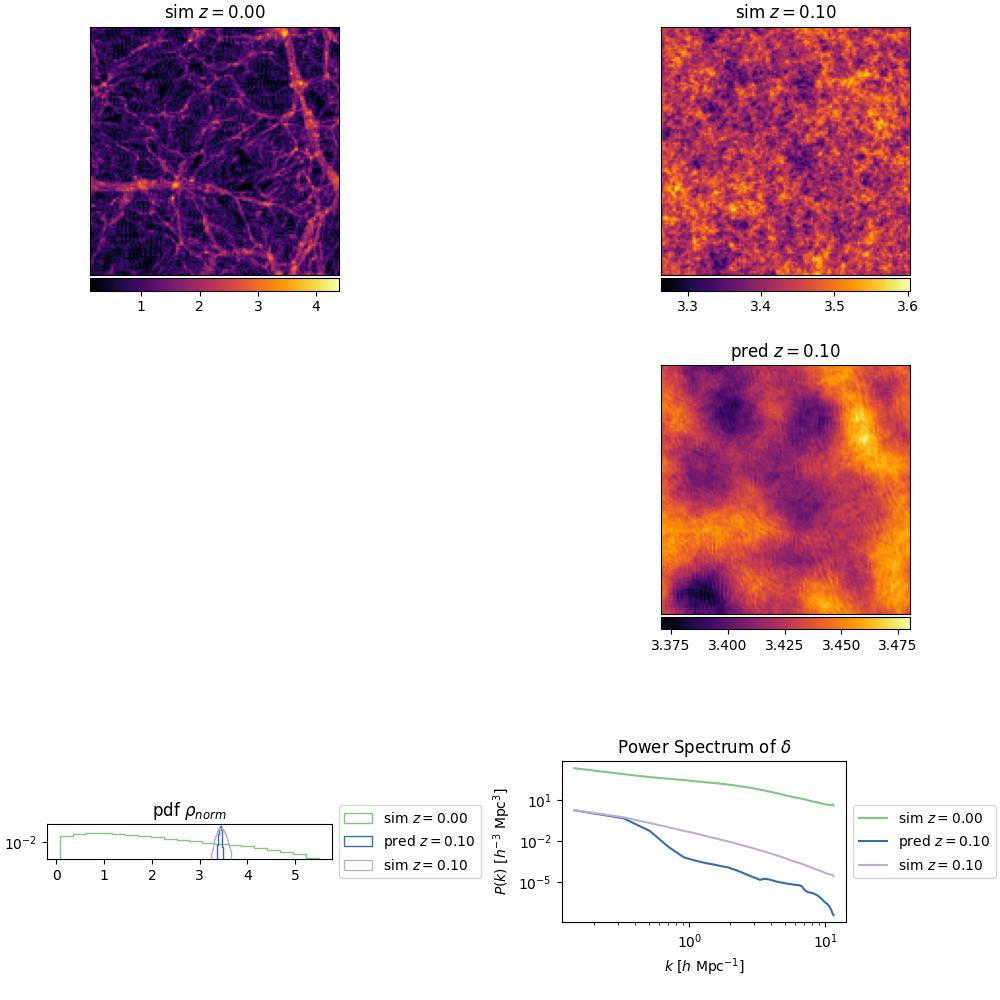 sim z = 0.00
sim z = 0.10
1 2 3 4
3.3 3.4 3.5 3.6
pred z = 0.10
3.375 3.400 3.425 3.450 3.475
pdf ρnorm
10⁻²
0 1 2 3 4 5
sim z = 0.00
pred z = 0.10
sim z = 0.10
Power Spectrum of δ
P(k) [h⁻³ Mpc³]
10¹
10⁻²
10⁻⁵
10⁰ 10¹
k [h Mpc⁻¹]
sim z = 0.00
pred z = 0.10
sim z = 0.10